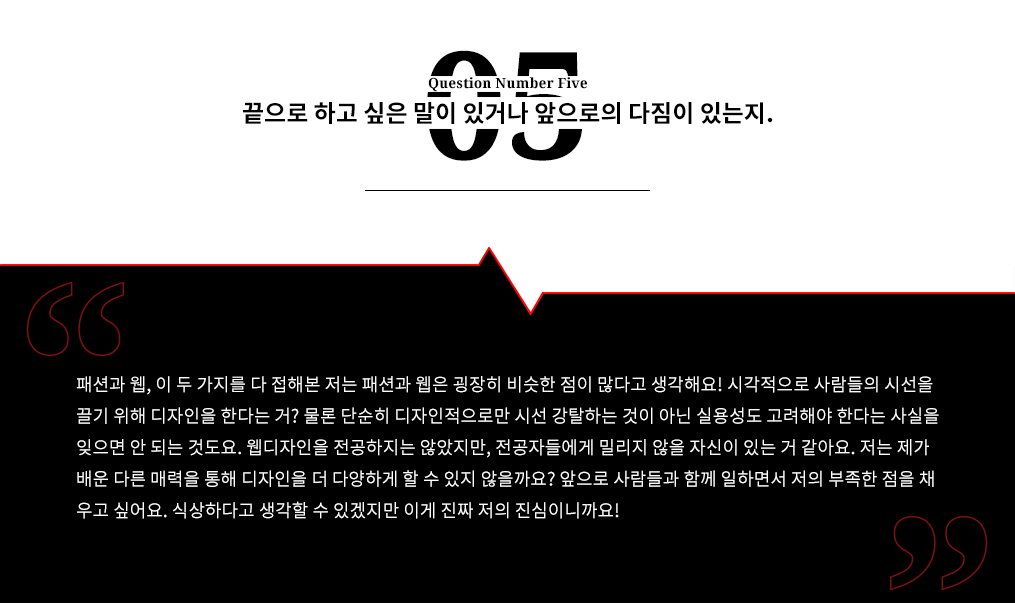 05
Question Number Five
끝으로 하고 싶은 말이 있거나 앞으로의 다짐이 있는지.
“
패션과 웹, 이 두 가지를 다 접해본 저는 패션과 웹은 굉장히 비슷한 점이 많다고 생각해요! 시각적으로 사람들의 시선을
끌기 위해 디자인을 한다는 거? 물론 단순히 디자인적으로만 시선 강탈하는 것이 아닌 실용성도 고려해야 한다는 사실을
잊으면 안 되는 것도요. 웹디자인을 전공하지는 않았지만, 전공자들에게 밀리지 않을 자신이 있는 거 같아요. 저는 제가
배운 다른 매력을 통해 디자인을 더 다양하게 할 수 있지 않을까요? 앞으로 사람들과 함께 일하면서 저의 부족한 점을 채
우고 싶어요. 식상하다고 생각할 수 있겠지만 이게 진짜 저의 진심이니까요!
”